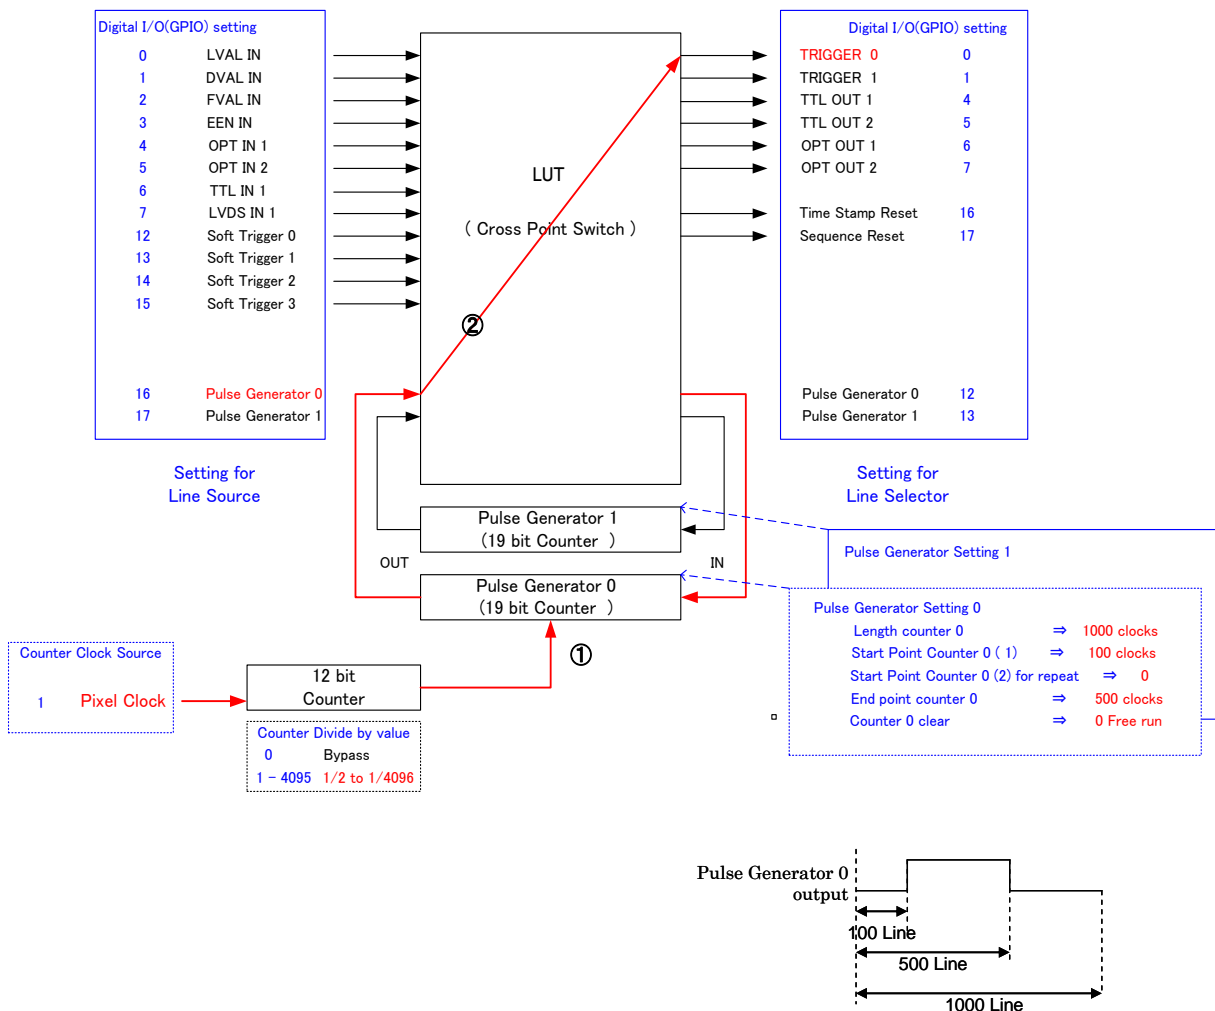 Digital I/O(GPIO) setting
0 LVAL IN
1 DVAL IN
2 FVAL IN
3 EEN IN
4 OPT IN 1
5 OPT IN 2
6 TTL IN 1
7 LVDS IN 1
12 Soft Trigger 0
13 Soft Trigger 1
14 Soft Trigger 2
15 Soft Trigger 3
16 Pulse Generator 0
17 Pulse Generator 1
Setting for
Line Source
LUT
( Cross Point Switch )
②
Digital I/O(GPIO) setting
TRIGGER 0 0
TRIGGER 1 1
TTL OUT 1 4
TTL OUT 2 5
OPT OUT 1 6
OPT OUT 2 7
Time Stamp Reset 16
Sequence Reset 17
Pulse Generator 0 12
Pulse Generator 1 13
Setting for
Line Selector
Pulse Generator 1
(19 bit Counter )
OUT
IN
Pulse Generator 0
(19 bit Counter )
①
Pulse Generator Setting 1
Pulse Generator Setting 0
Length counter 0 ⇒ 1000 clocks
Start Point Counter 0 ( 1) ⇒ 100 clocks
Start Point Counter 0 (2) for repeat ⇒ 0
End point counter 0 ⇒ 500 clocks
Counter 0 clear ⇒ 0 Free run
Counter Clock Source
1 Pixel Clock
12 bit
Counter
Counter Divide by value
0 Bypass
1 - 4095 1/2 to 1/4096
Pulse Generator 0
output
100 Line
500 Line
1000 Line